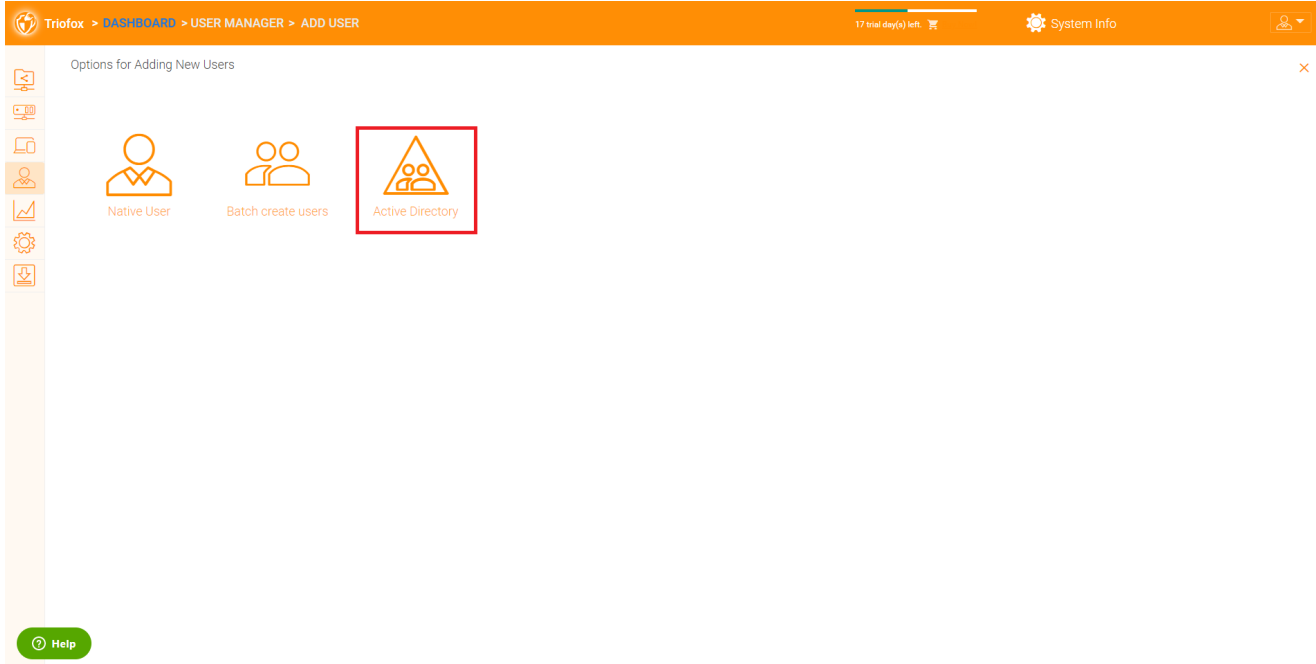 Triofox > DASHBOARD > USER MANAGER > ADD USER
17 trial day(s) left.
System Info
Options for Adding New Users
Native User
Batch create users
Active Directory
Help